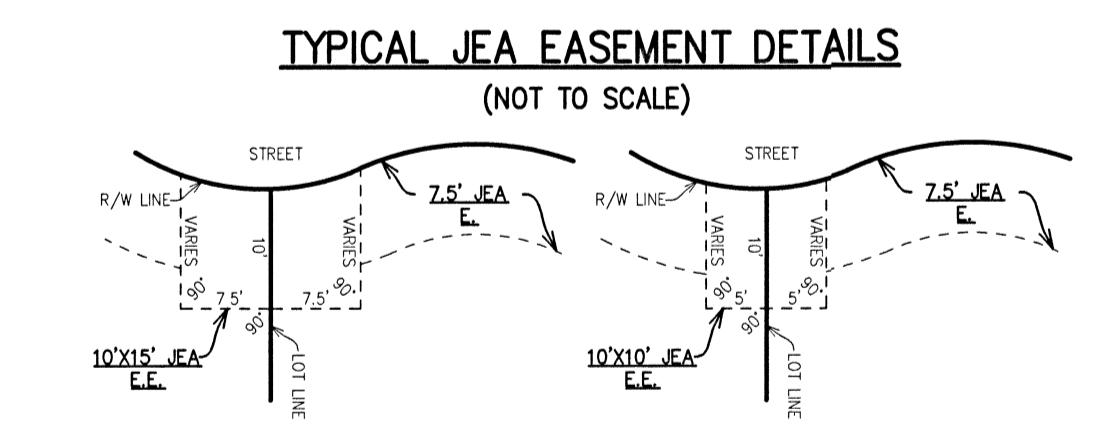 TYPICAL JEA EASEMENT DETAILS
(NOT TO SCALE)
STREET
R/W LINE
7.5' JEA
E.
VARIES
10'
VARIES
90°
7.5'
7.5'
90°
90°
10'X15' JEA
E.E.
LOT LINE
STREET
R/W LINE
7.5' JEA
E.
VARIES
10'
VARIES
90°
5'
5'
90°
90°
10'X10' JEA
E.E.
LOT LINE